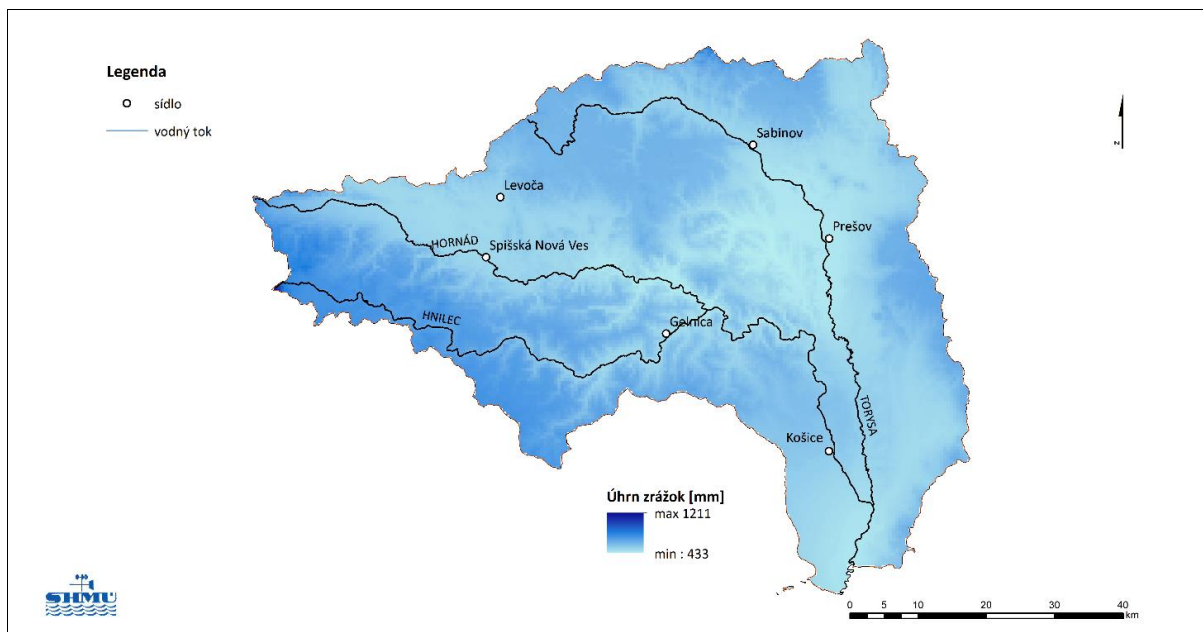 Legenda
sídlo
vodný tok
Sabinov
Levoča
Prešov
HORNÁD
Spišská Nová Ves
HNILEC
Gelnica
TORYSA
Košice
Úhrn zrážok [mm]
max 1211
min : 433
z
SHMÚ
0 5 10 20 30 40
km